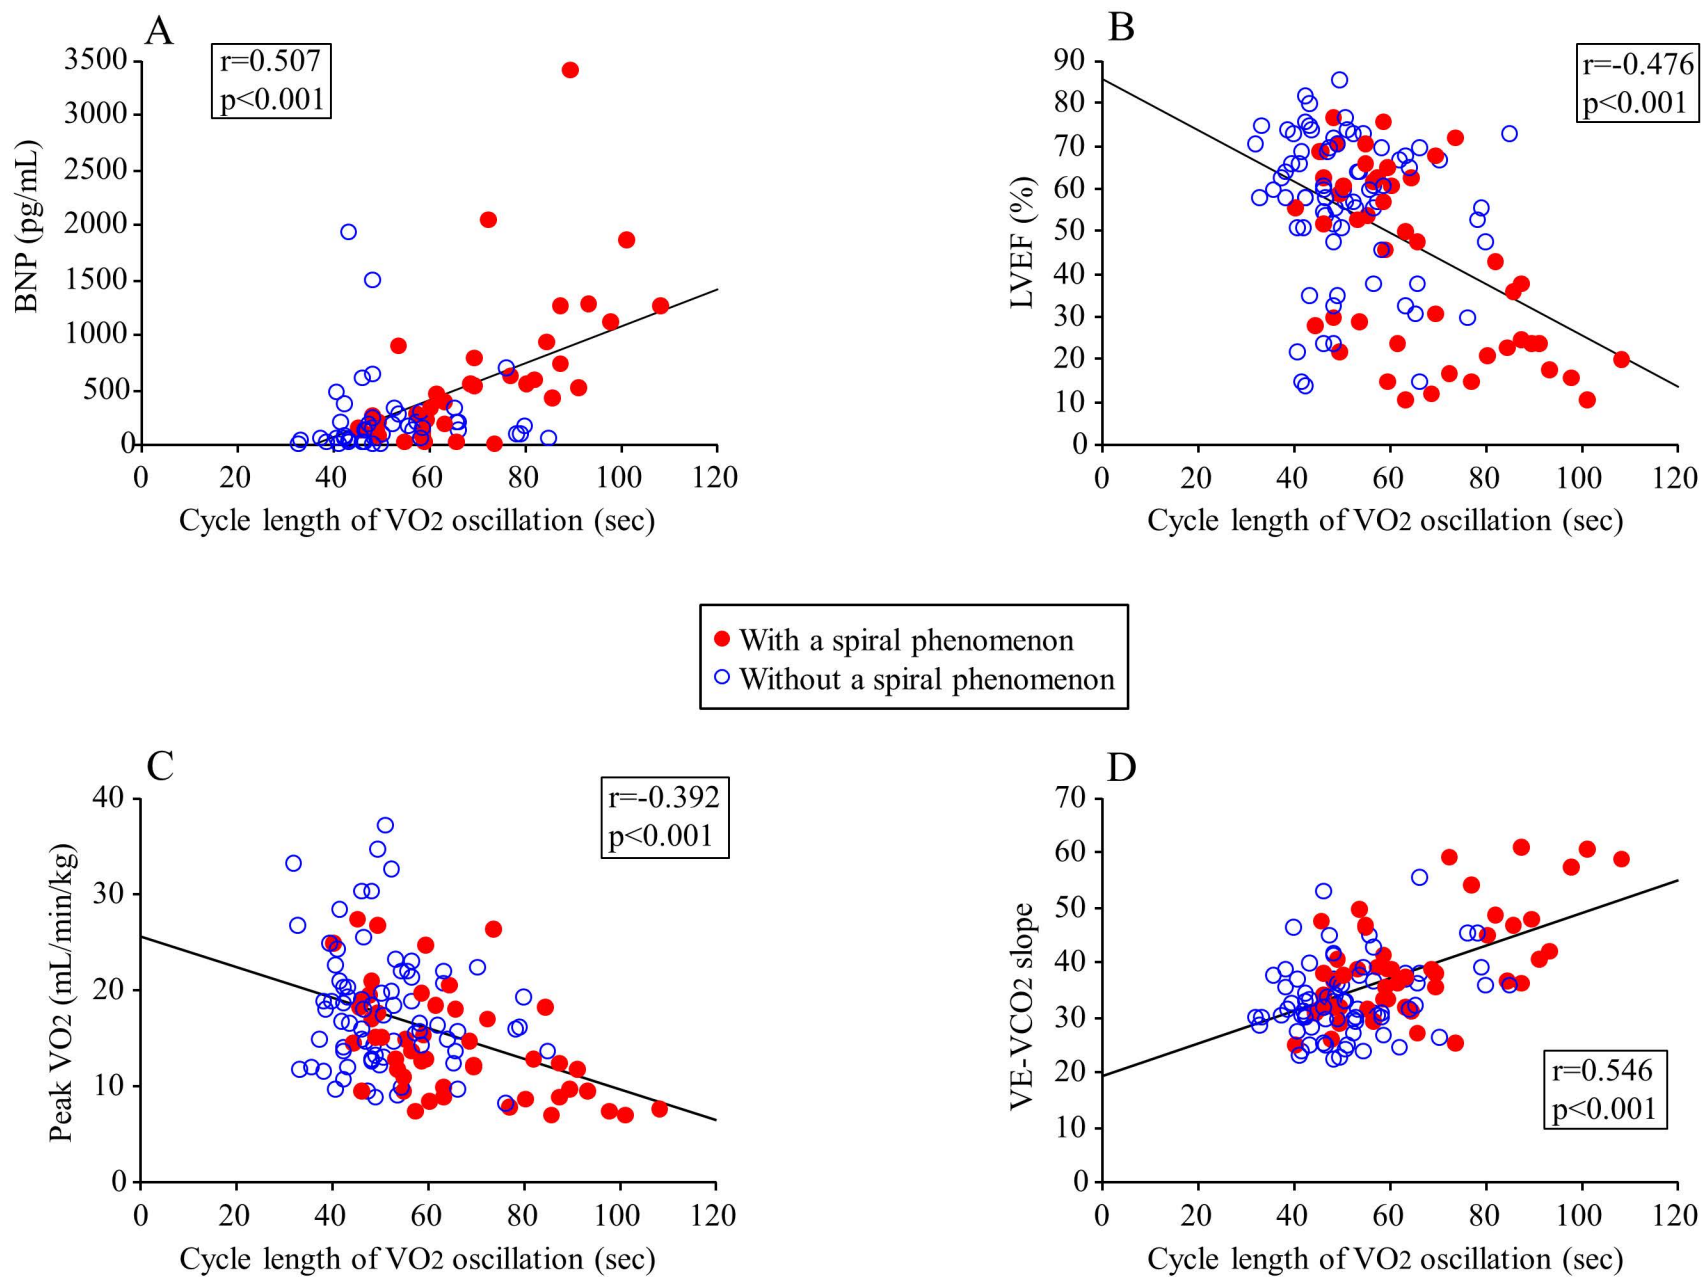 A
r=0.507
p<0.001
BNP (pg/mL)
3500
3000
2500
2000
1500
1000
500
0
0 20 40 60 80 100 120
Cycle length of VO2 oscillation (sec)
B
r=-0.476
p<0.001
LVEF (%)
90
80
70
60
50
40
30
20
10
0
0 20 40 60 80 100 120
Cycle length of VO2 oscillation (sec)
With a spiral phenomenon
Without a spiral phenomenon
C
r=-0.392
p<0.001
Peak VO2 (mL/min/kg)
40
30
20
10
0
0 20 40 60 80 100 120
Cycle length of VO2 oscillation (sec)
D
VE-VCO2 slope
70
60
50
40
30
20
10
0
r=0.546
p<0.001
0 20 40 60 80 100 120
Cycle length of VO2 oscillation (sec)